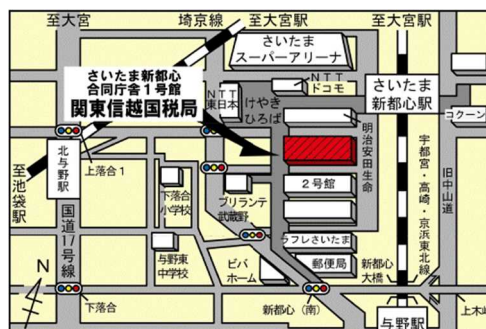 至大宮
埼京線
至大宮駅
至大宮駅
さいたま
スーパーアリーナ
さいたま新都心
合同庁舎1号館
関東信越国税局
NTT
東日本
けやき
ひろば
NTT
ドコモ
さいたま
新都心駅
コクーン
明治安田生命
北与野駅
上落合1
至池袋駅
国道17号線
下落合
小学校
ブリランテ
武蔵野
2号館
宇都宮・高崎・京浜東北線
旧中山道
与野東
中学校
ラフレさいたま
郵便局
ビバ
ホーム
新都心
大橋
N
下落合
新都心(南)
与野駅
上木崎